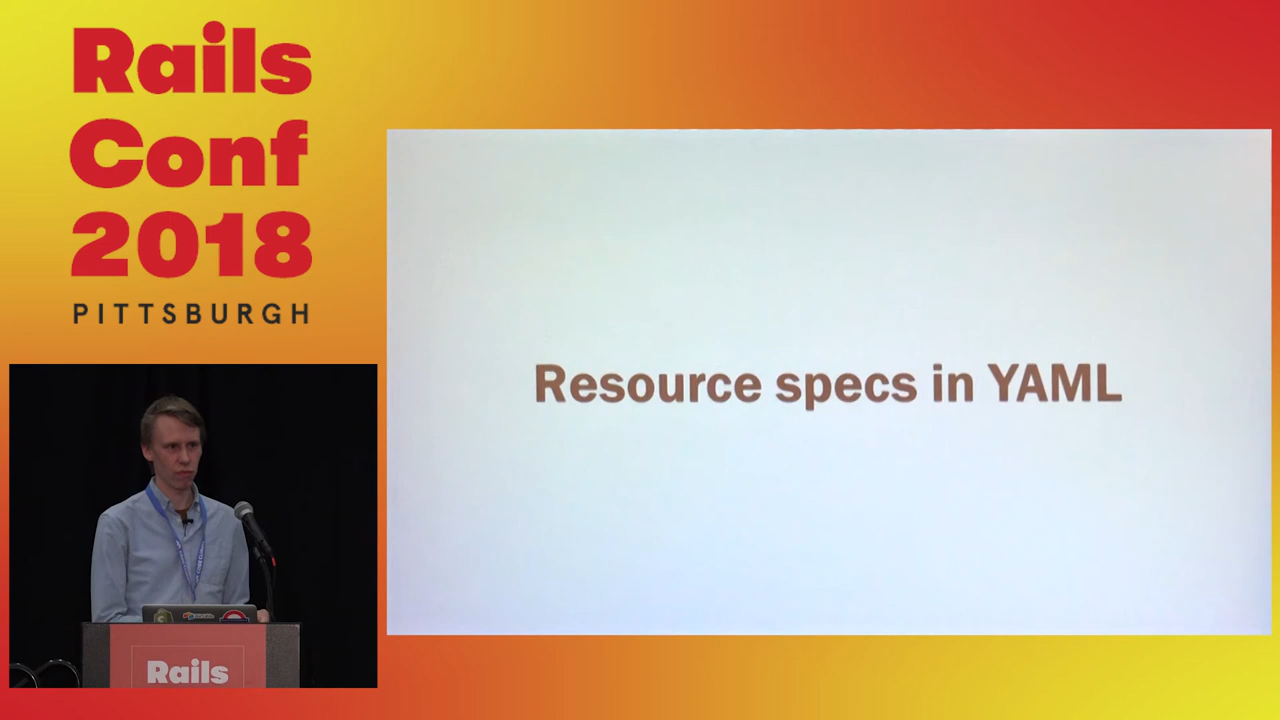 Rails
Conf
2018
PITTSBURGH
Resource specs in YAML
Rails